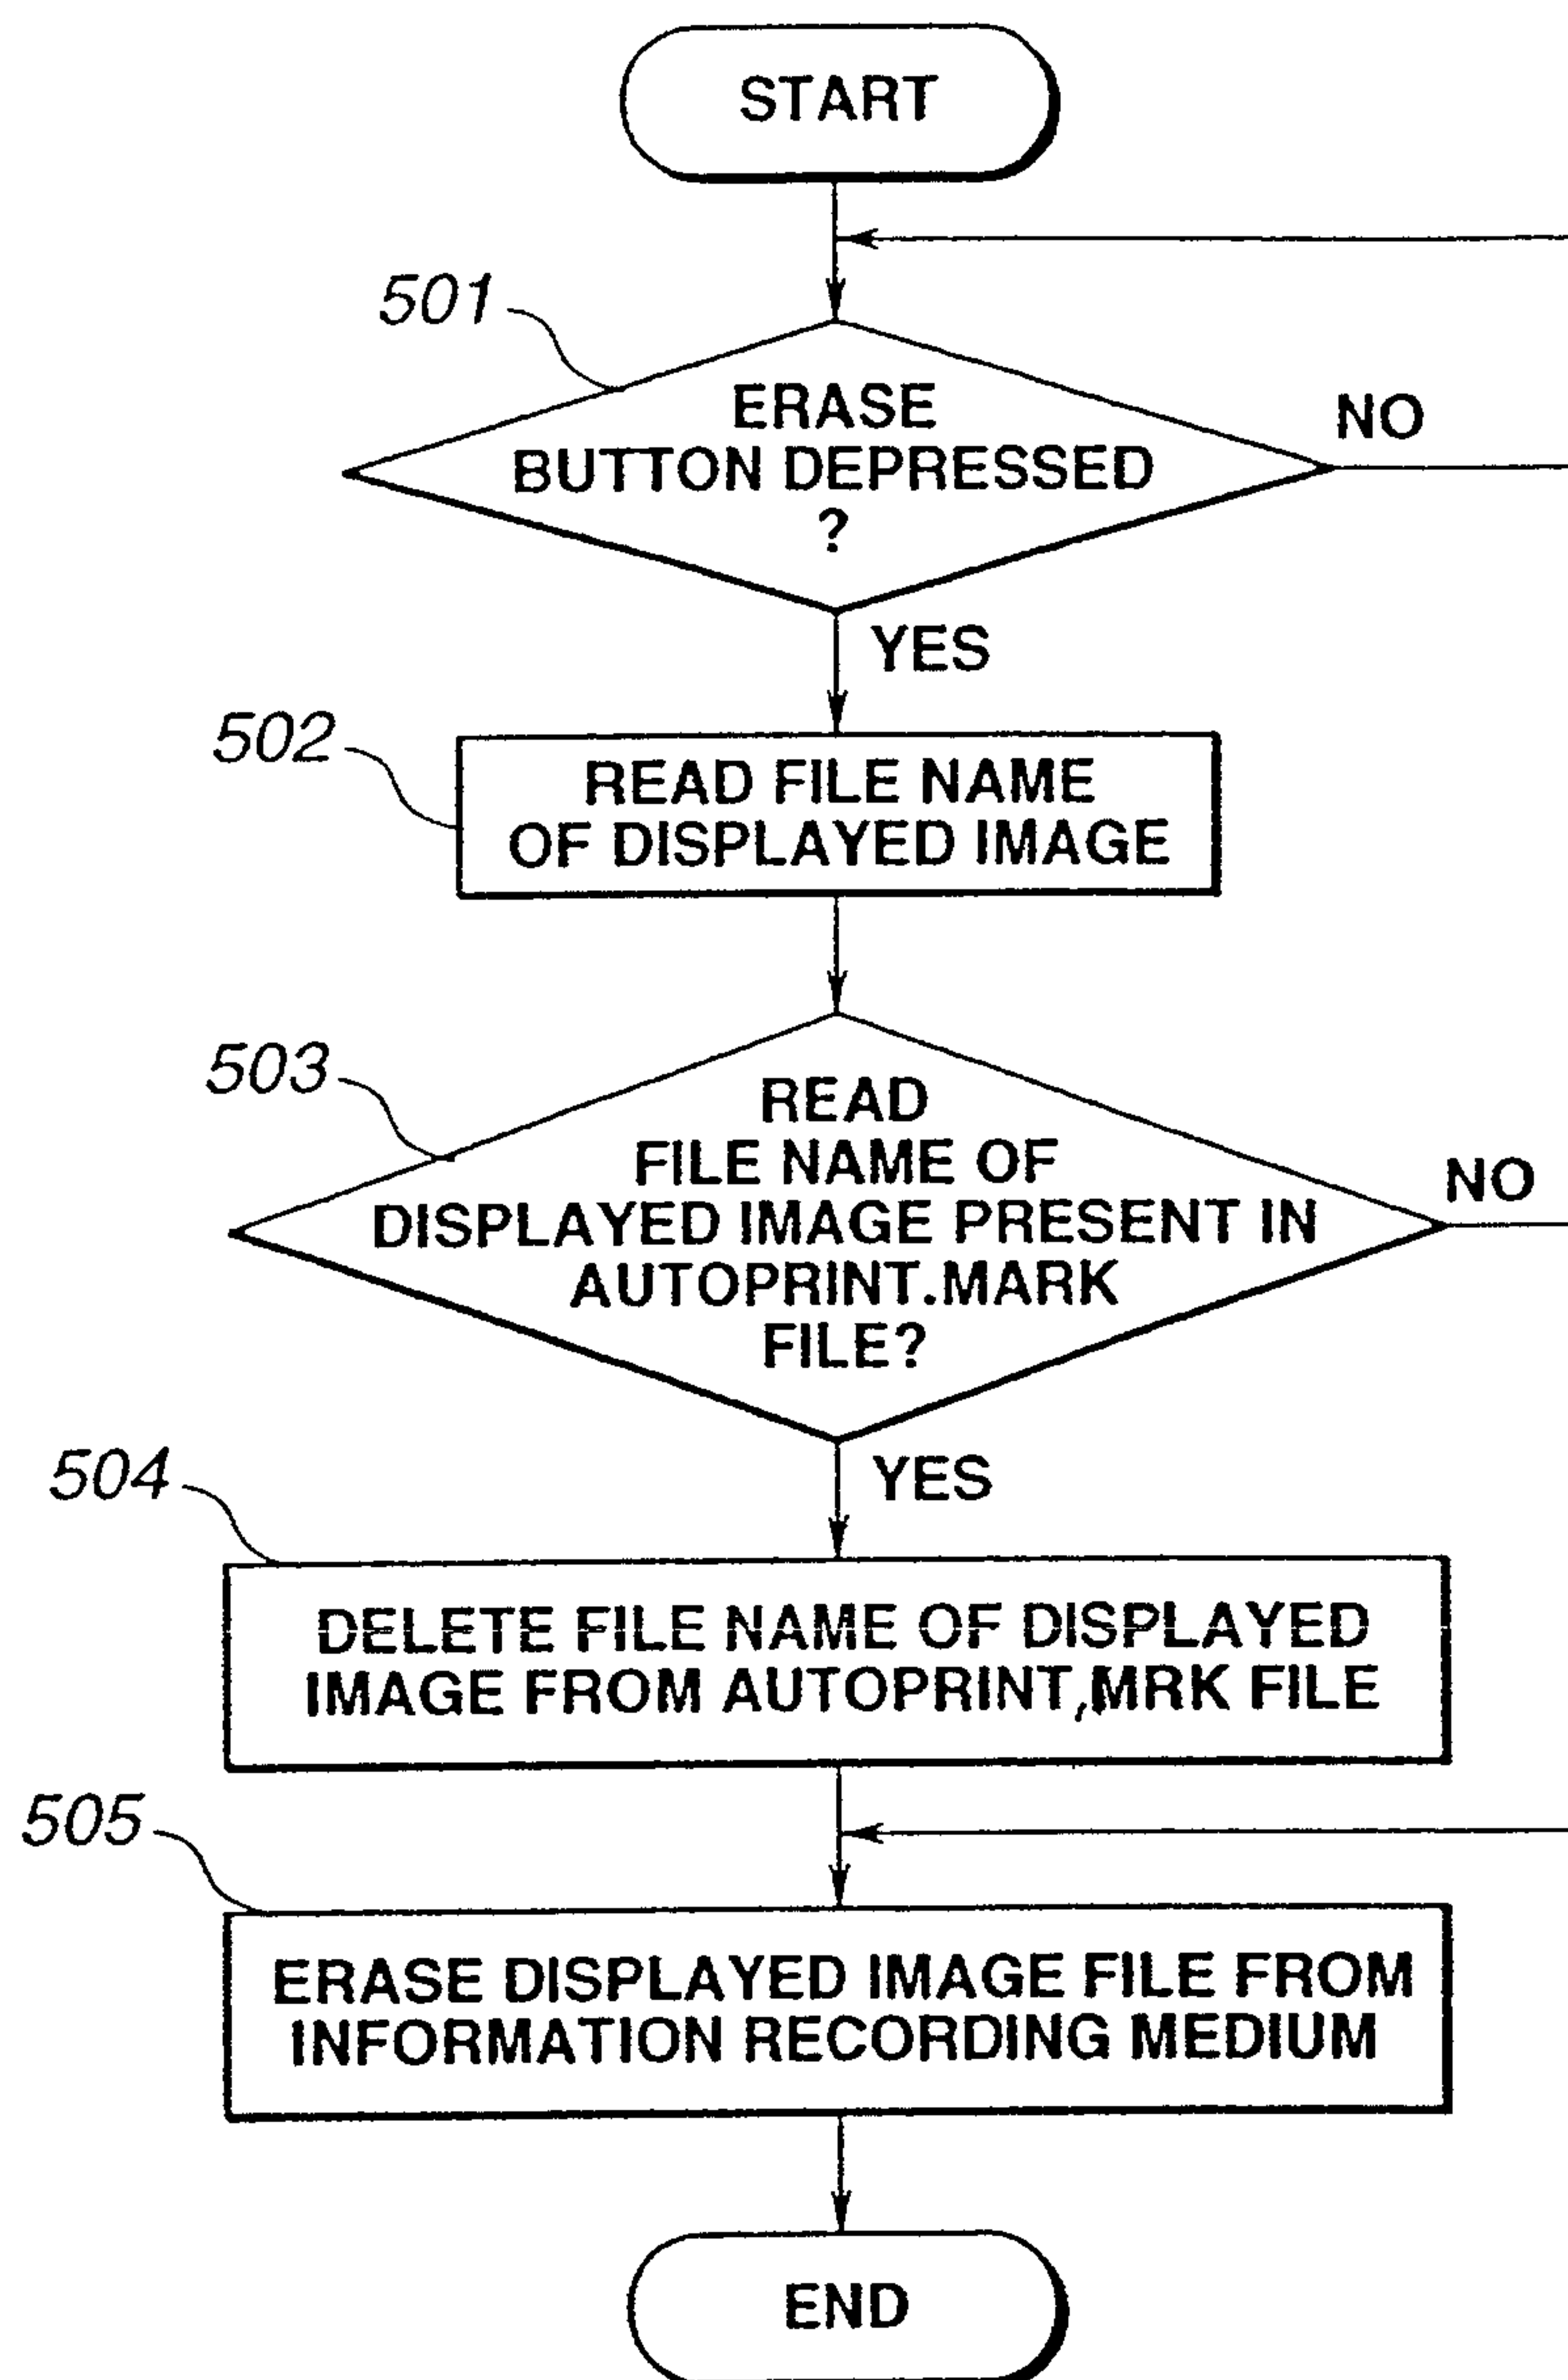 START
501
ERASE
BUTTON DEPRESSED
?
NO
YES
502
READ FILE NAME
OF DISPLAYED IMAGE
503
READ
FILE NAME OF
DISPLAYED IMAGE PRESENT IN
AUTOPRINT.MARK
FILE?
NO
YES
504
DELETE FILE NAME OF DISPLAYED
IMAGE FROM AUTOPRINT,MRK FILE
505
ERASE DISPLAYED IMAGE FILE FROM
INFORMATION RECORDING MEDIUM
END